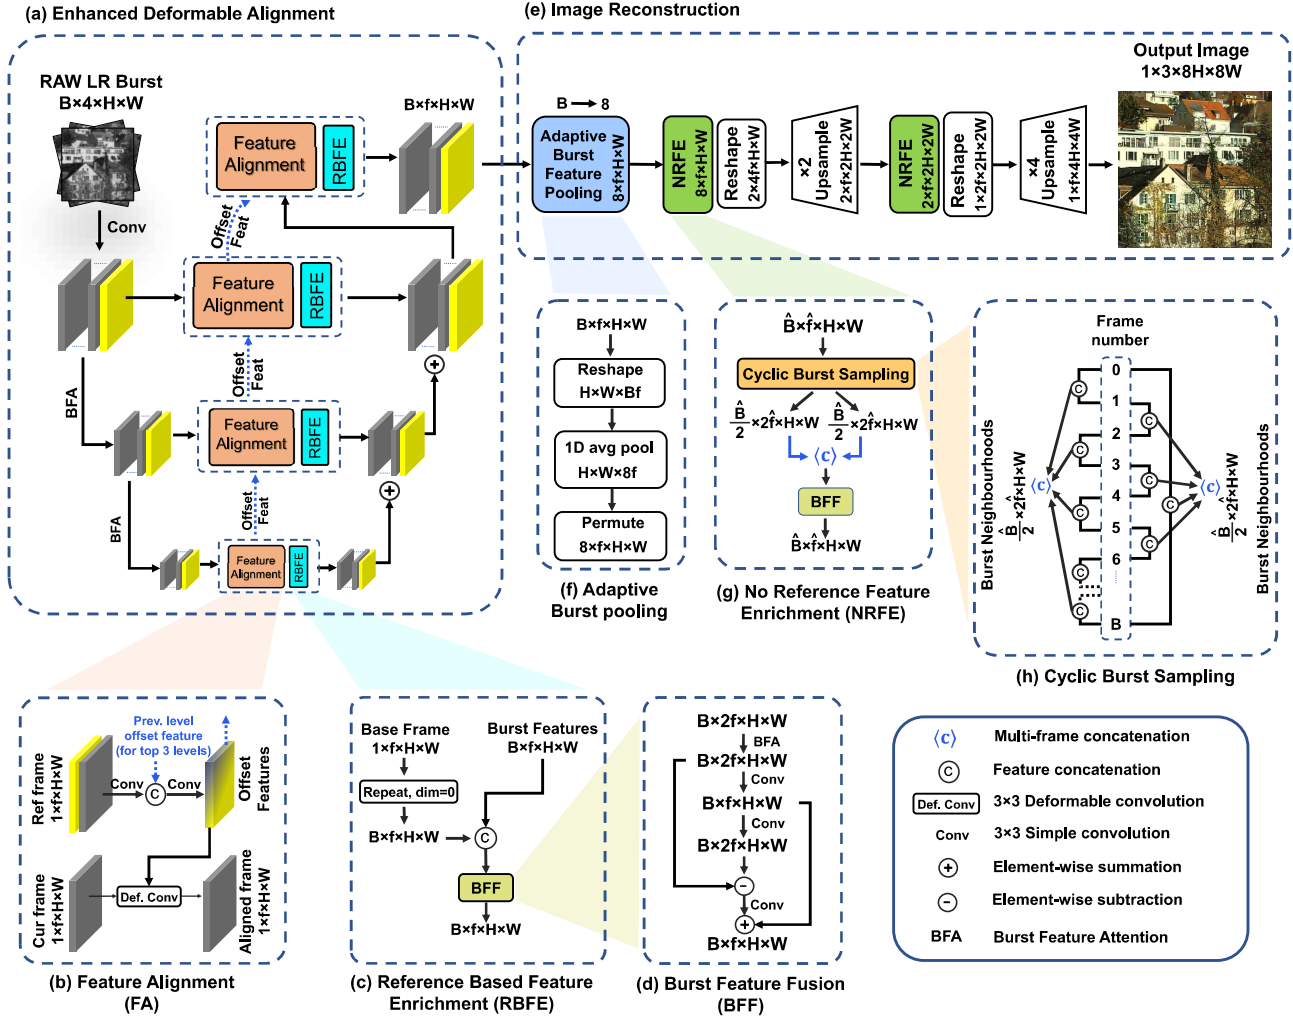 (a) Enhanced Deformable Alignment
RAW LR Burst
B×4×H×W
Conv
BFA
BFA
Feature
Alignment
RBFE
B×f×H×W
Offset
Feat
Feature
Alignment
RBFE
Offset
Feat
Feature
Alignment
RBFE
Offset
Feat
Feature
Alignment
RBFE
(e) Image Reconstruction
B → 8
Adaptive
Burst
Feature
Pooling
8×f×H×W
NRFE
8×f×H×W
Reshape
2×4f×H×W
×2
Upsample
2×f×2H×2W
NRFE
2×f×2H×2W
Reshape
1×2f×2H×2W
×4
Upsample
1×f×4H×4W
Output Image
1×3×8H×8W
B×f×H×W
Reshape
H×W×Bf
1D avg pool
H×W×8f
Permute
8×f×H×W
(f) Adaptive
Burst pooling
B̂×f̂×H×W
Cyclic Burst Sampling
B̂/2×2f̂×H×W
B̂/2×2f̂×H×W
⟨c⟩
BFF
B̂×f̂×H×W
(g) No Reference Feature
Enrichment (NRFE)
Frame
number
0
1
2
3
4
5
6
B
C
C
C
C
C
C
C
C
C
⟨c⟩
⟨c⟩
Burst Neighbourhoods
B̂/2×2f×H×W
B̂/2×2f×H×W
Burst Neighbourhoods
(h) Cyclic Burst Sampling
Ref frame
1×f×H×W
Prev. level
offset feature
(for top 3 levels)
Conv
C
Conv
Offset
Features
Cur frame
1×f×H×W
Def. Conv
Aligned frame
1×f×H×W
(b) Feature Alignment
(FA)
Base Frame
1×f×H×W
Burst Features
B×f×H×W
Repeat, dim=0
B×f×H×W
C
BFF
B×f×H×W
(c) Reference Based Feature
Enrichment (RBFE)
B×2f×H×W
BFA
B×2f×H×W
Conv
B×f×H×W
Conv
B×2f×H×W
Conv
B×f×H×W
(d) Burst Feature Fusion
(BFF)
⟨c⟩ Multi-frame concatenation
C Feature concatenation
Def. Conv 3×3 Deformable convolution
Conv 3×3 Simple convolution
+ Element-wise summation
− Element-wise subtraction
BFA Burst Feature Attention